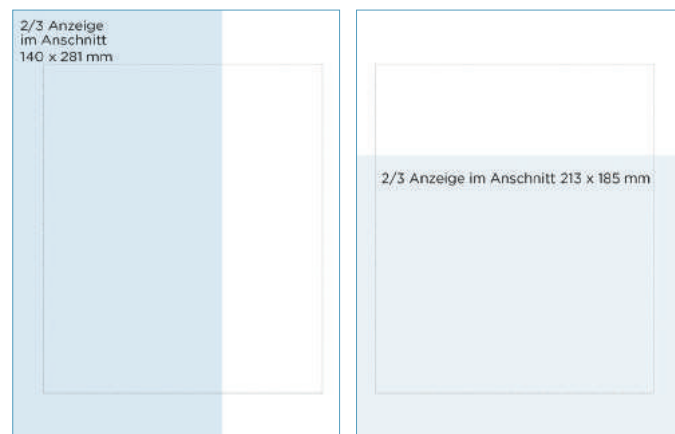 2/3 Anzeige
im Anschnitt
140 x 281 mm
2/3 Anzeige im Anschnitt 213 x 185 mm